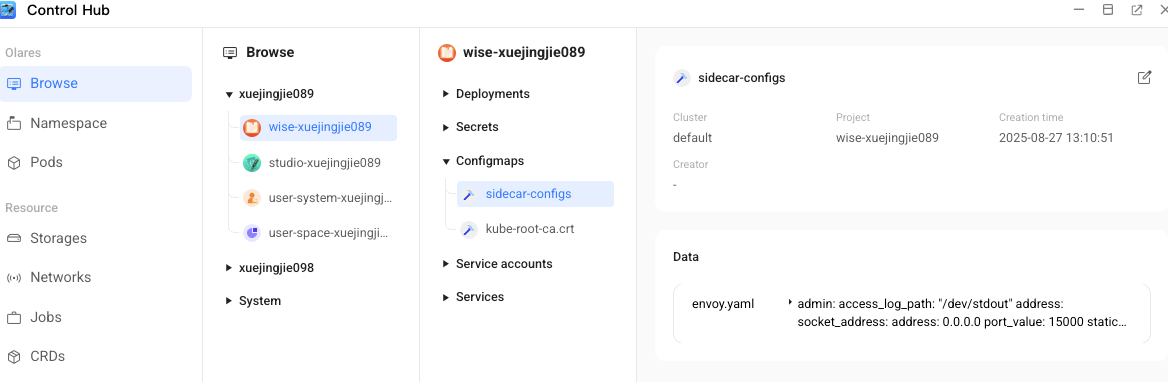 Control Hub
Olares
Browse
Namespace
Pods
Resource
Storages
Networks
Jobs
CRDs
Browse
xuejingjie089
wise-xuejingjie089
studio-xuejingjie089
user-system-xuejingj...
user-space-xuejingji...
xuejingjie098
System
wise-xuejingjie089
Deployments
Secrets
Configmaps
sidecar-configs
kube-root-ca.crt
Service accounts
Services
sidecar-configs
Cluster
default
Project
wise-xuejingjie089
Creation time
2025-08-27 13:10:51
Creator
-
Data
envoy.yaml
admin: access_log_path: "/dev/stdout" address:
socket_address: address: 0.0.0.0 port_value: 15000 static...